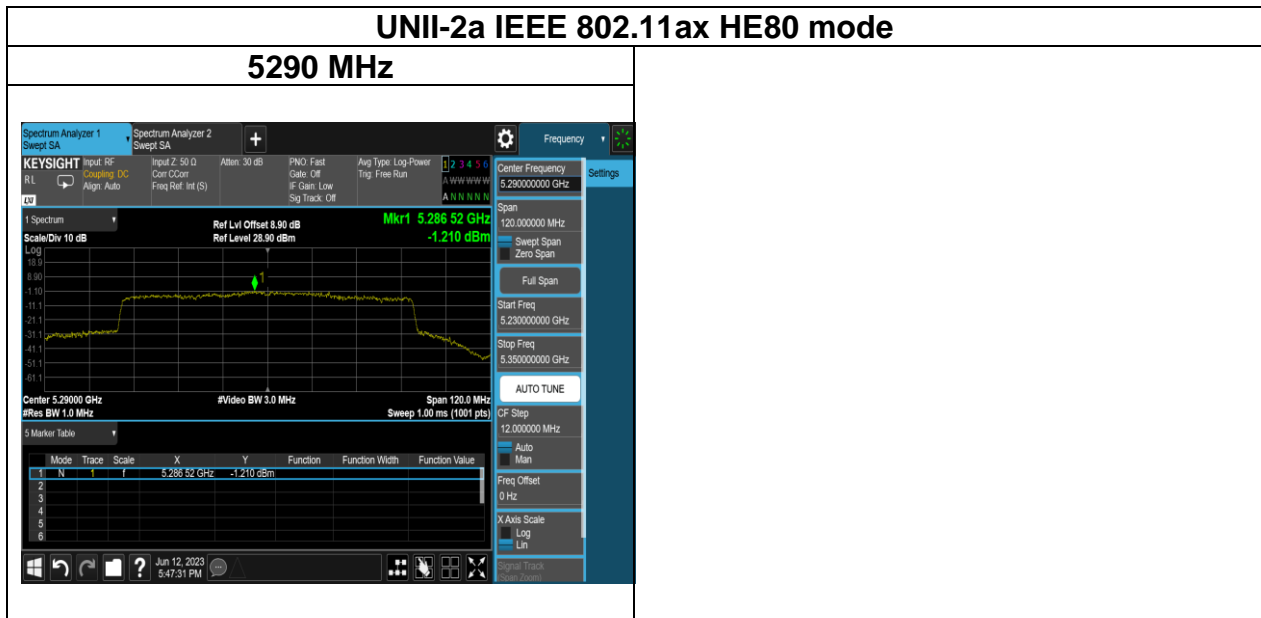 UNII-2a IEEE 802.11ax HE80 mode
5290 MHz
Spectrum Analyzer 1
Swept SA
Spectrum Analyzer 2
Swept SA
+
Frequency
KEYSIGHT
RL
LXI
Input: RF
Coupling: DC
Align: Auto
Input Z: 50 Ω
Corr CCorr
Freq Ref: Int (S)
Atten: 30 dB
PNO: Fast
Gate: Off
IF Gain: Low
Sig Track: Off
Avg Type: Log-Power
Trig: Free Run
1 2 3 4 5 6
A W W W W W
A N N N N N
1 Spectrum
Scale/Div 10 dB
Ref Lvl Offset 8.90 dB
Ref Level 28.90 dBm
Mkr1 5.286 52 GHz
-1.210 dBm
Log
18.9
8.90
-1.10
-11.1
-21.1
-31.1
-41.1
-51.1
-61.1
1
Center 5.29000 GHz
#Res BW 1.0 MHz
#Video BW 3.0 MHz
Span 120.0 MHz
Sweep 1.00 ms (1001 pts)
5 Marker Table
Mode Trace Scale X Y Function Function Width Function Value
1 N 1 f 5.286 52 GHz -1.210 dBm
2
3
4
5
6
Jun 12, 2023
5:47:31 PM
?
Center Frequency
5.290000000 GHz
Settings
Span
120.000000 MHz
Swept Span
Zero Span
Full Span
Start Freq
5.230000000 GHz
Stop Freq
5.350000000 GHz
AUTO TUNE
CF Step
12.000000 MHz
Auto
Man
Freq Offset
0 Hz
X Axis Scale
Log
Lin
Signal Track
(Span Zoom)